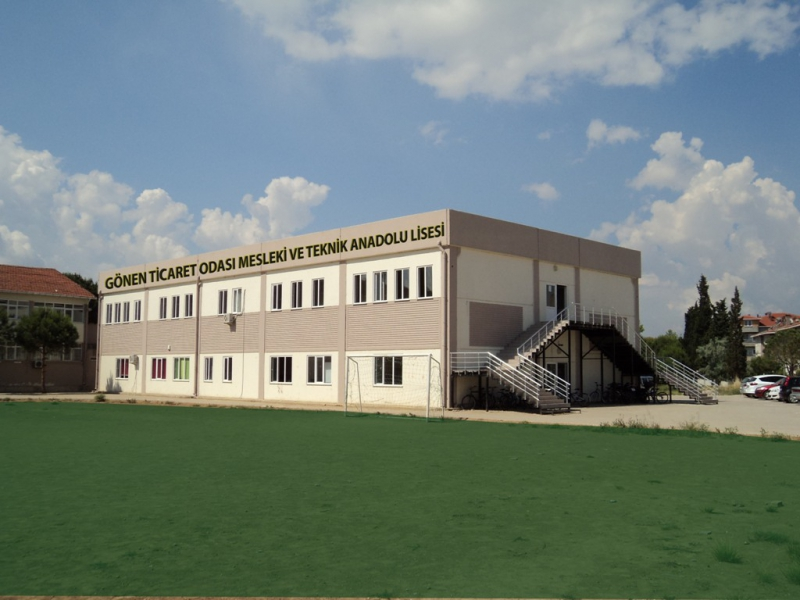 GÖNEN TİCARET ODASI MESLEKİ VE TEKNİK ANADOLU LİSESİ